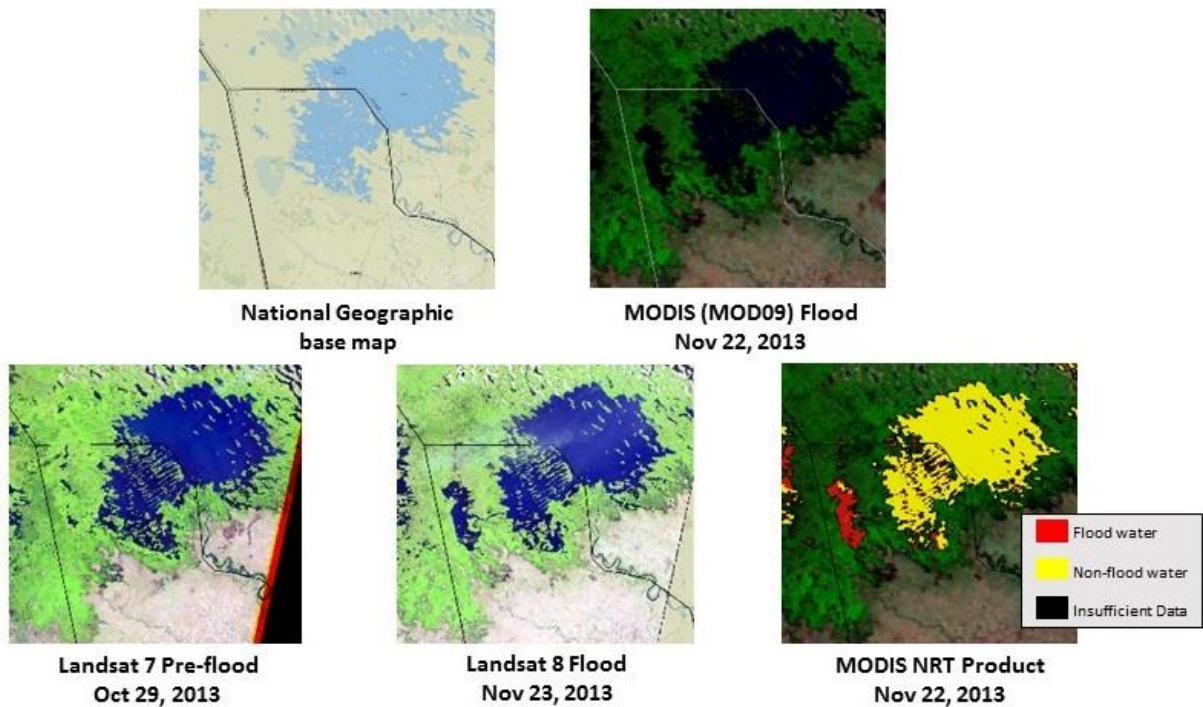 National Geographic
base map
MODIS (MOD09) Flood
Nov 22, 2013
Landsat 7 Pre-flood
Oct 29, 2013
Landsat 8 Flood
Nov 23, 2013
MODIS NRT Product
Nov 22, 2013
Flood water
Non-flood water
Insufficient Data